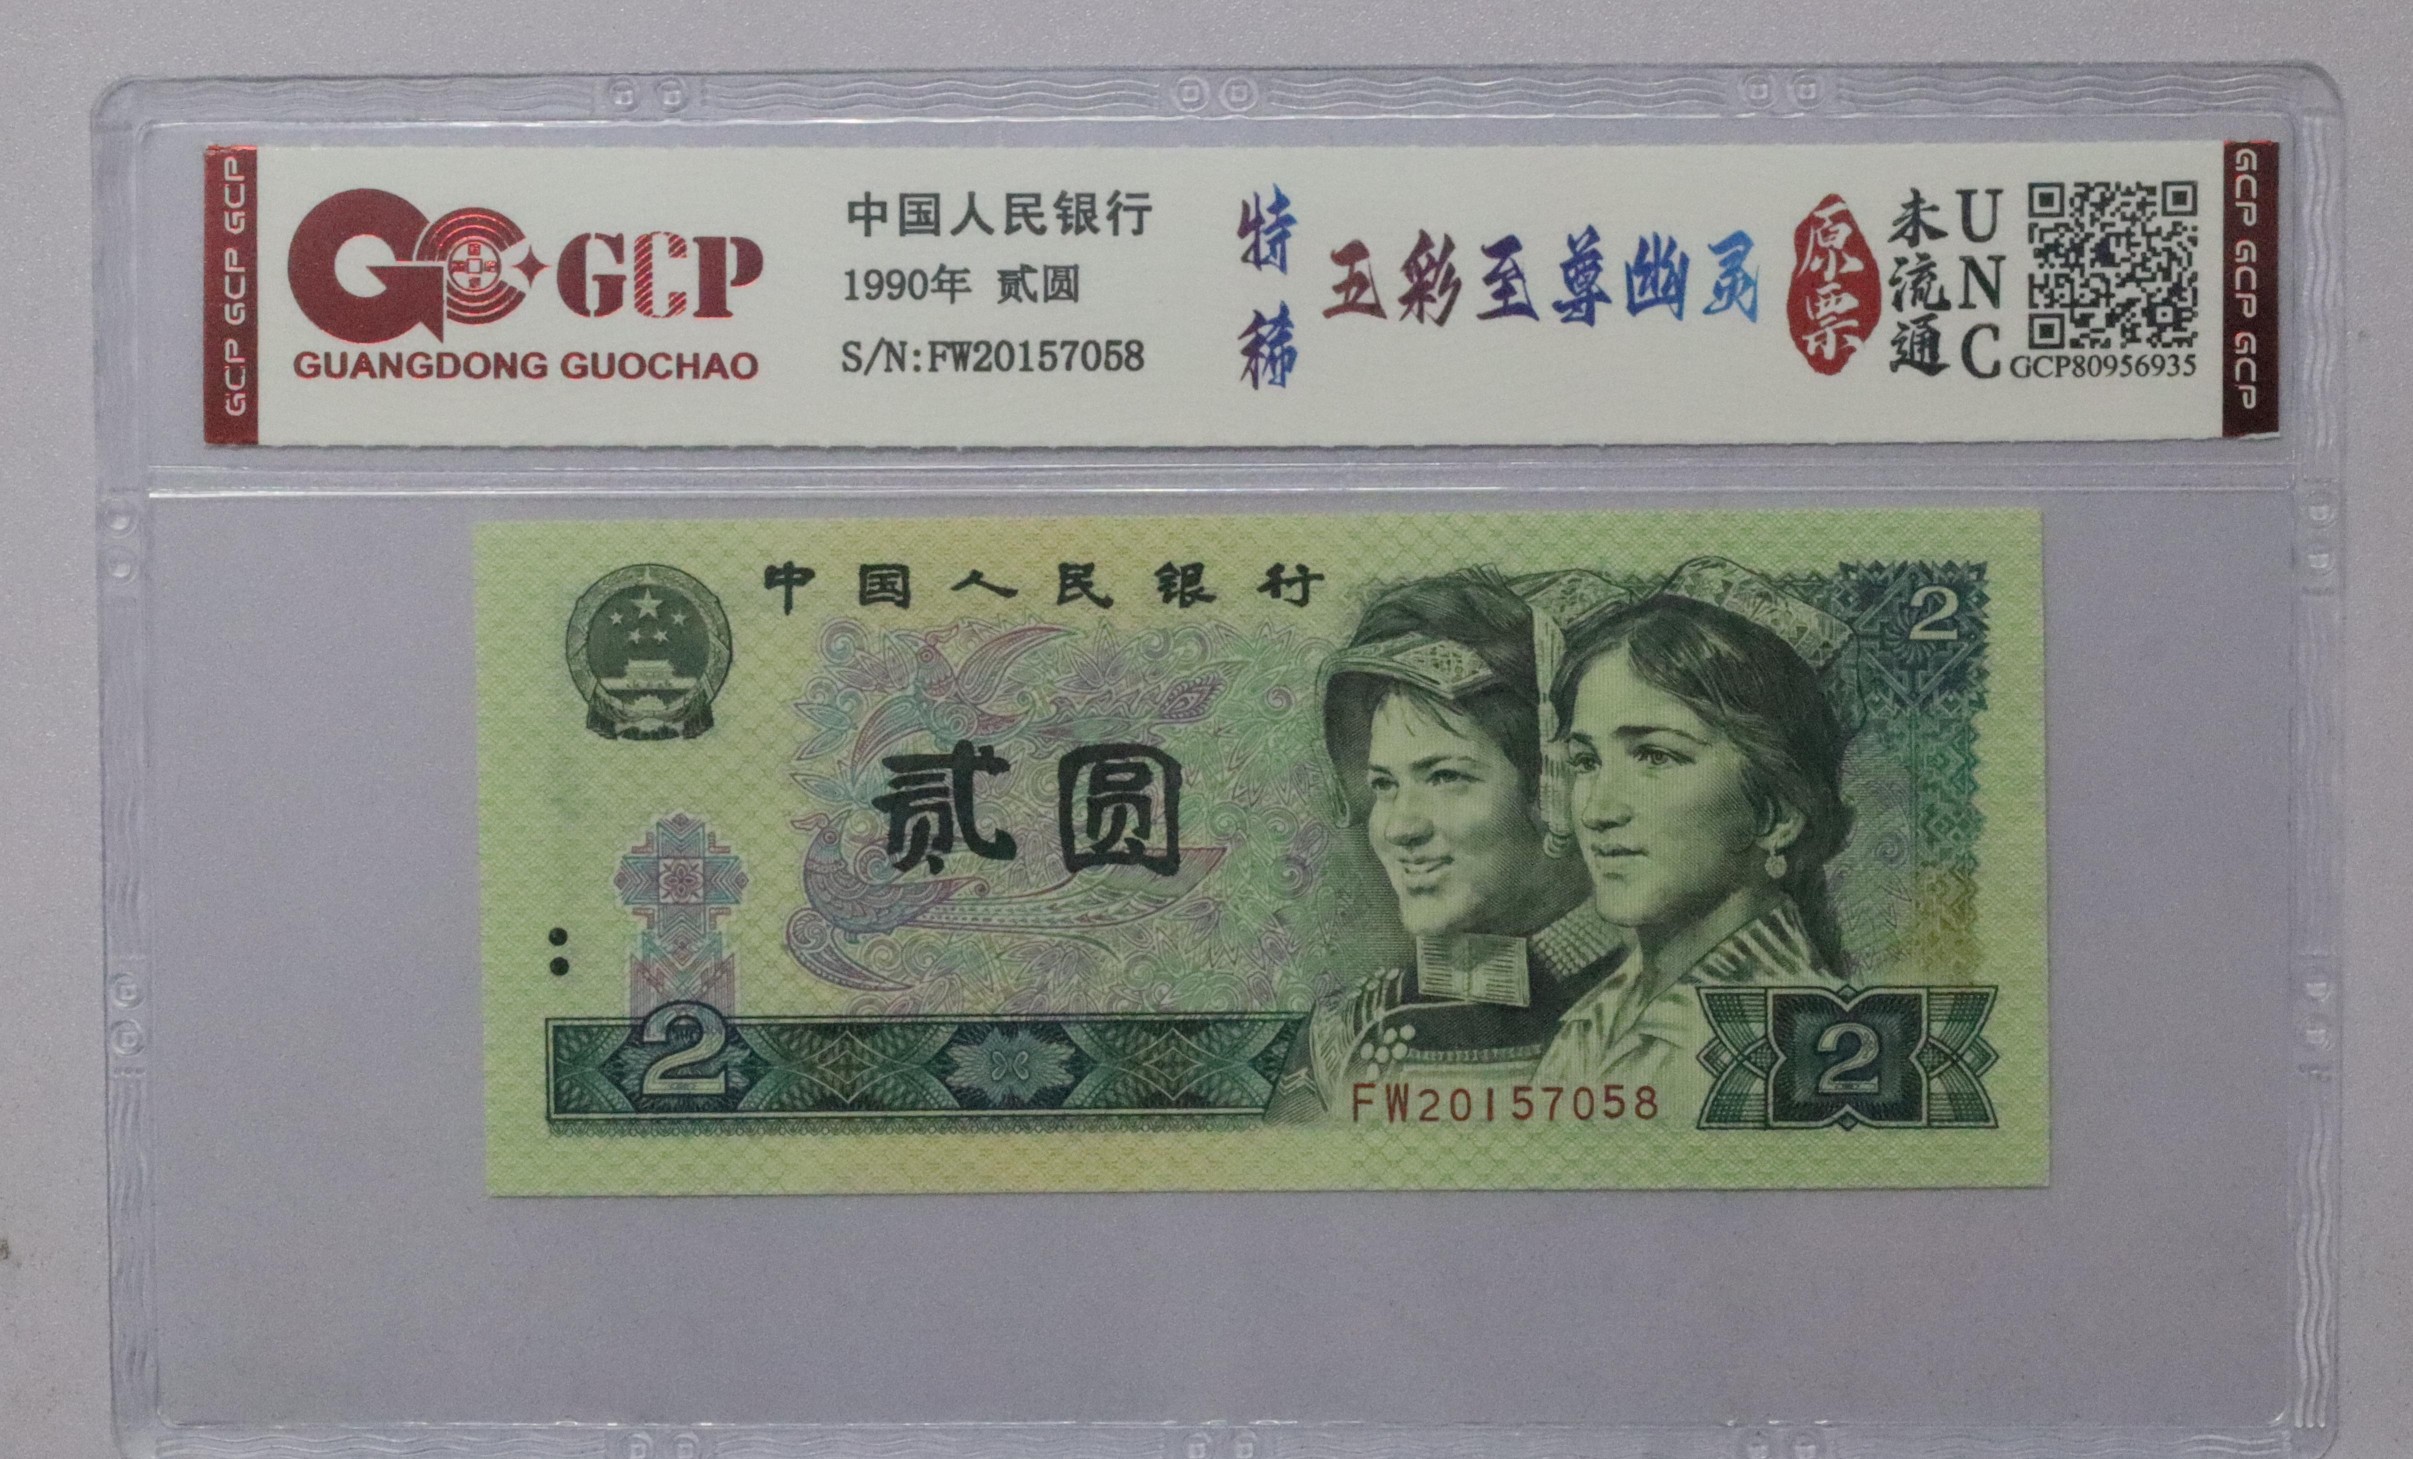 GCP GCP GCP
GCP
GUANGDONG GUOCHAO
中国人民银行
1990年 贰圆
S/N:FW20157058
特稀
五彩至尊幽灵
原票
未流通
UNC
GCP80956935
GCP GCP GCP
中国人民银行
2
贰圆
2
FW20157058
2